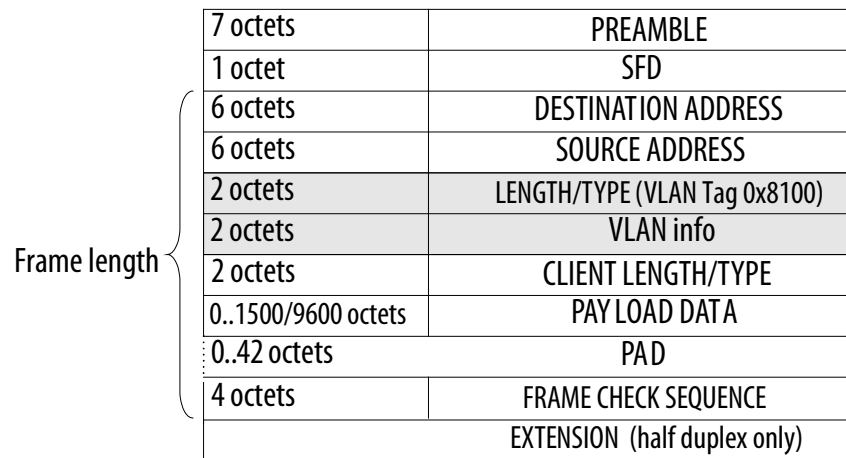 7 octets PREAMBLE
1 octet SFD
6 octets DESTINATION ADDRESS
6 octets SOURCE ADDRESS
2 octets LENGTH/TYPE (VLAN Tag 0x8100)
2 octets VLAN info
Frame length
2 octets CLIENT LENGTH/TYPE
0..1500/9600 octets PAYLOAD DATA
0..42 octets PAD
4 octets FRAME CHECK SEQUENCE
EXTENSION (half duplex only)